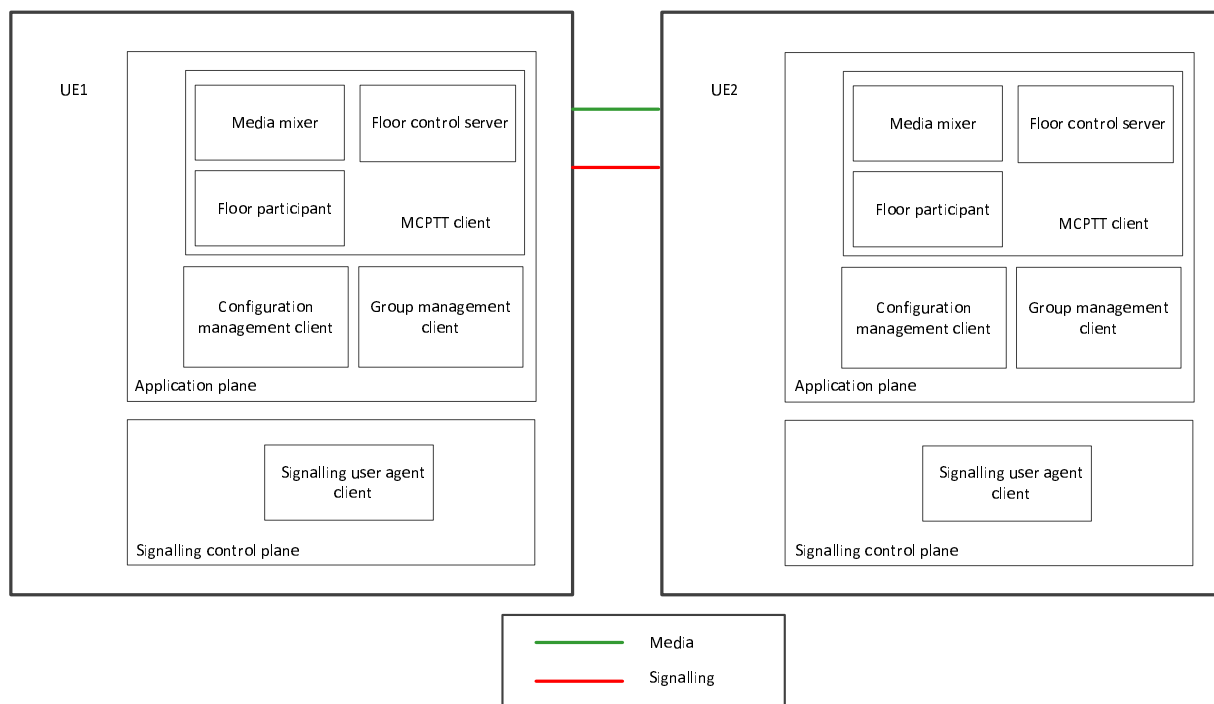 UE1
Media mixer
Floor control server
Floor participant
MCPTT client
Configuration
management client
Group management
client
Application plane
Signalling user agent
client
Signalling control plane
UE2
Media mixer
Floor control server
Floor participant
MCPTT client
Configuration
management client
Group management
client
Application plane
Signalling user agent
client
Signalling control plane
Media
Signalling